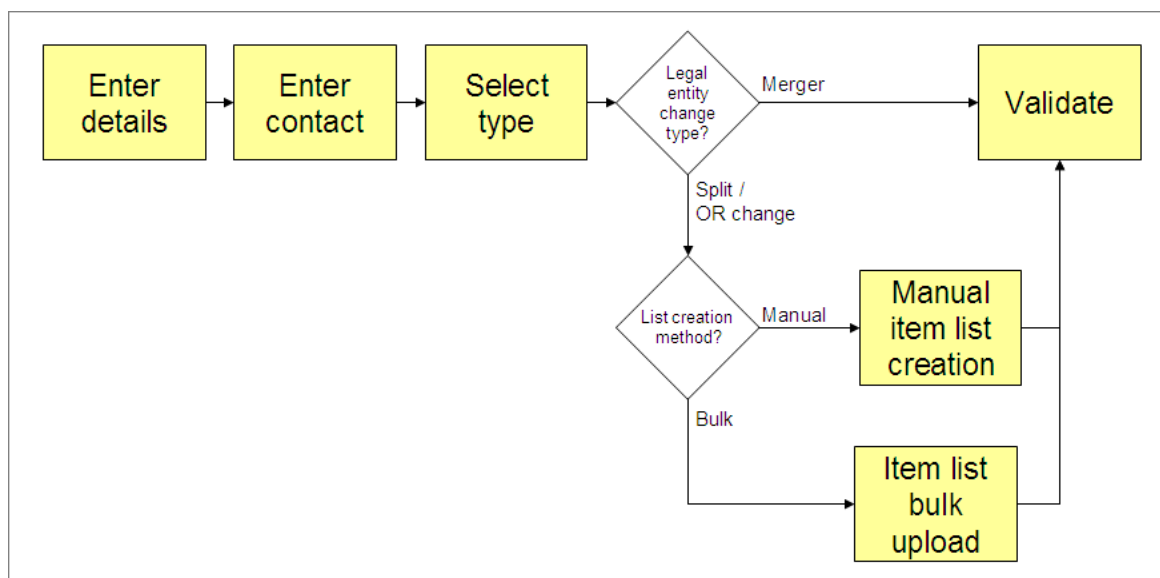 Enter
details
Enter
contact
Select
type
Legal
entity
change
type?
Merger
Validate
Split /
OR change
List creation
method?
Manual
Manual
item list
creation
Bulk
Item list
bulk
upload